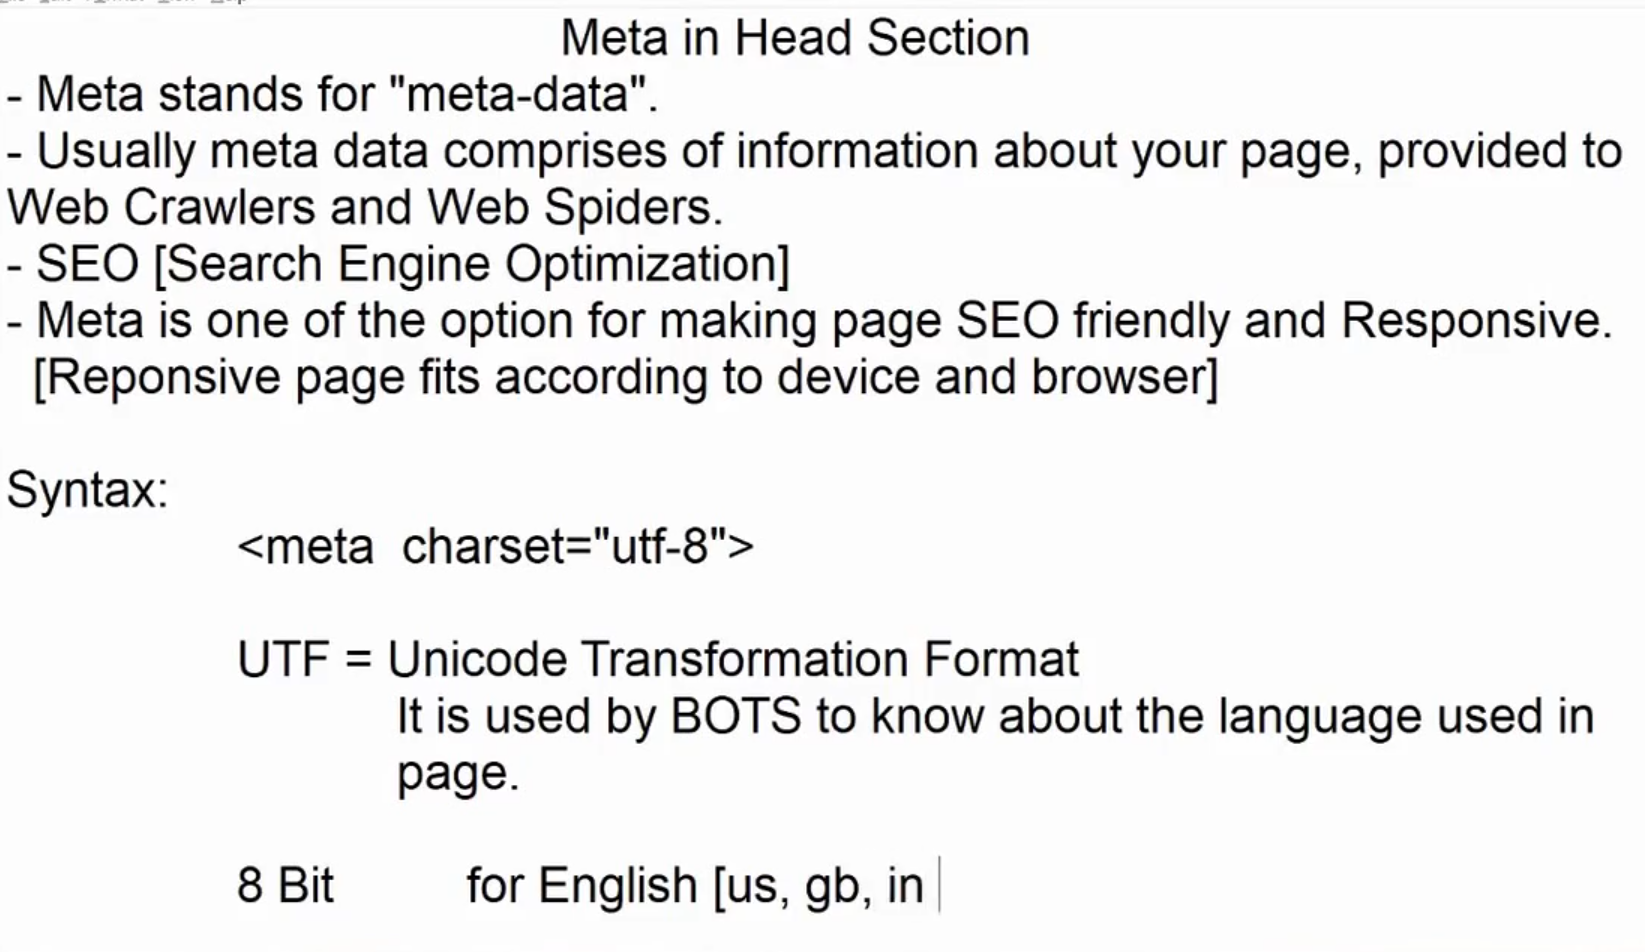 Meta in Head Section
- Meta stands for "meta-data".
- Usually meta data comprises of information about your page, provided to
Web Crawlers and Web Spiders.
- SEO [Search Engine Optimization]
- Meta is one of the option for making page SEO friendly and Responsive.
[Reponsive page fits according to device and browser]
Syntax:
<meta  charset="utf-8">
UTF = Unicode Transformation Format
It is used by BOTS to know about the language used in
page.
8 Bit for English [us, gb, in